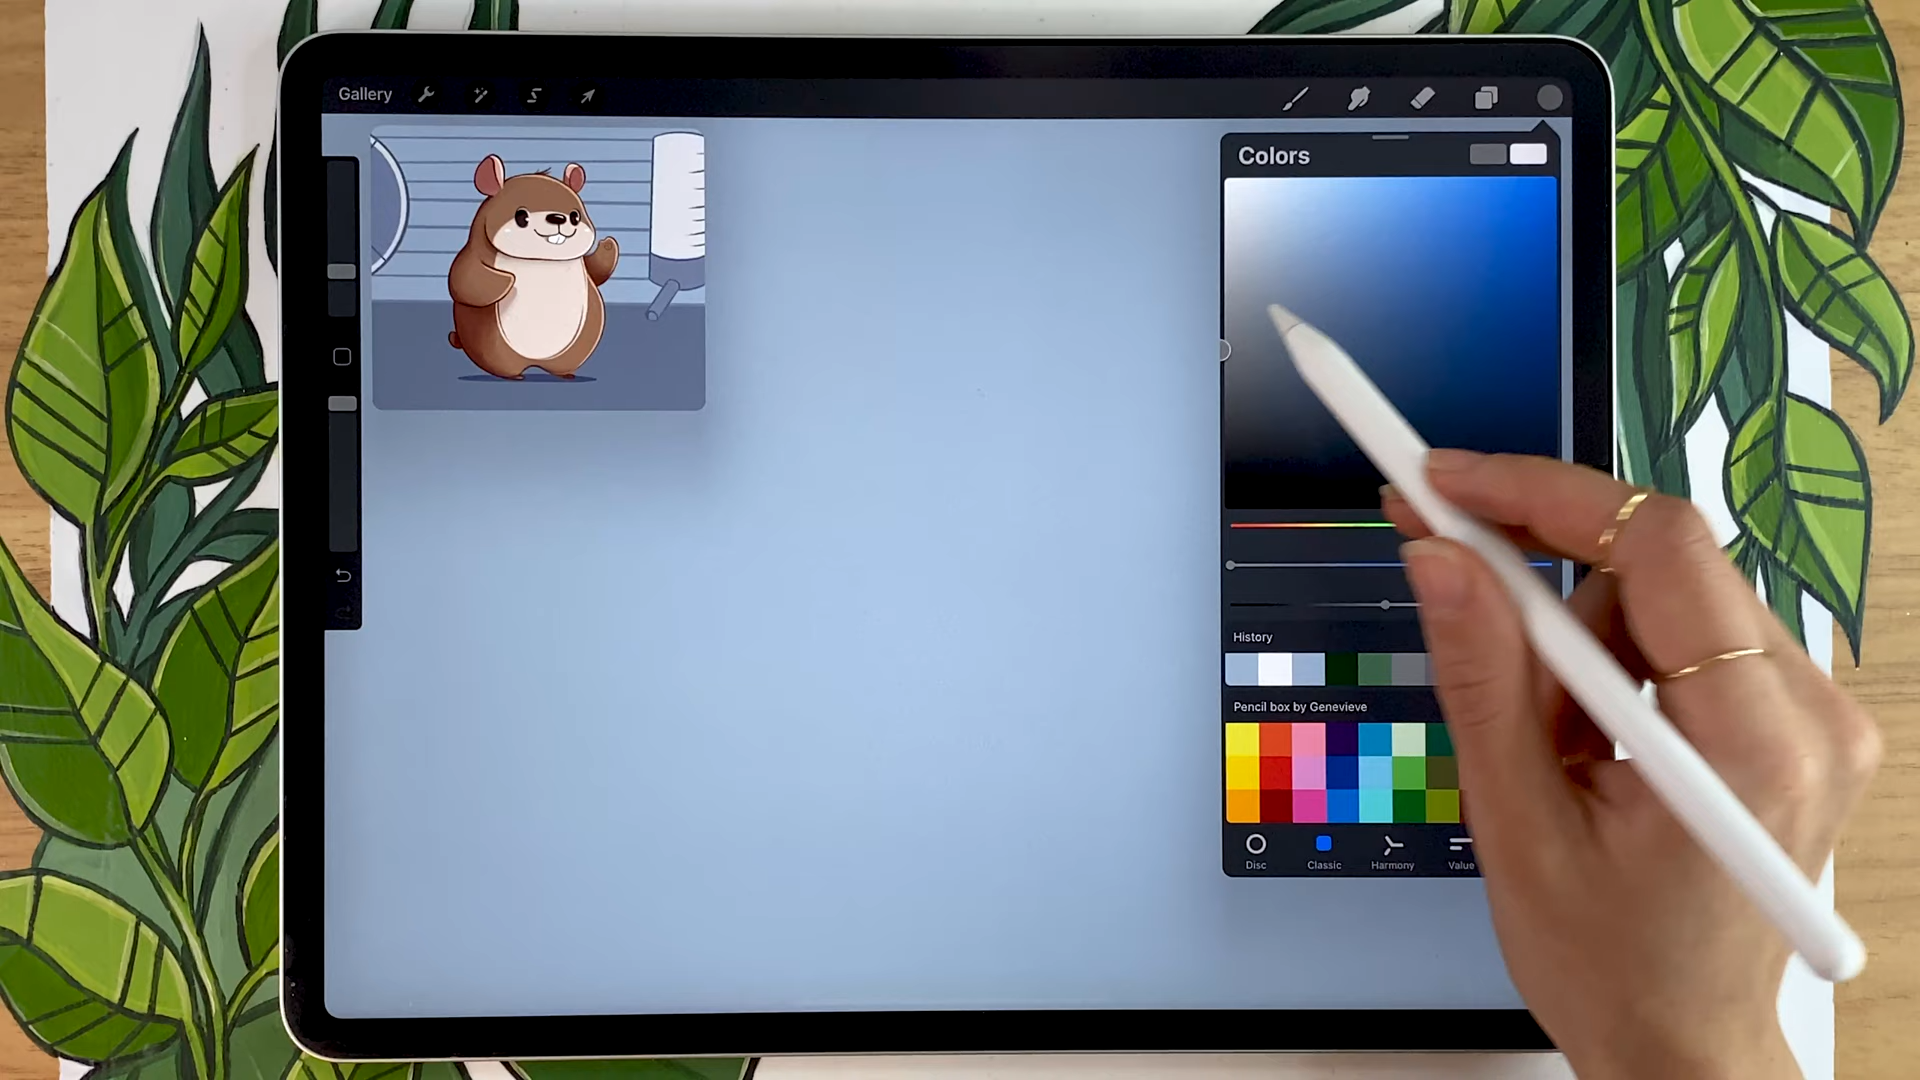 Gallery
Colors
History
Pencil box by Genevieve
Disc
Classic
Harmony
Value